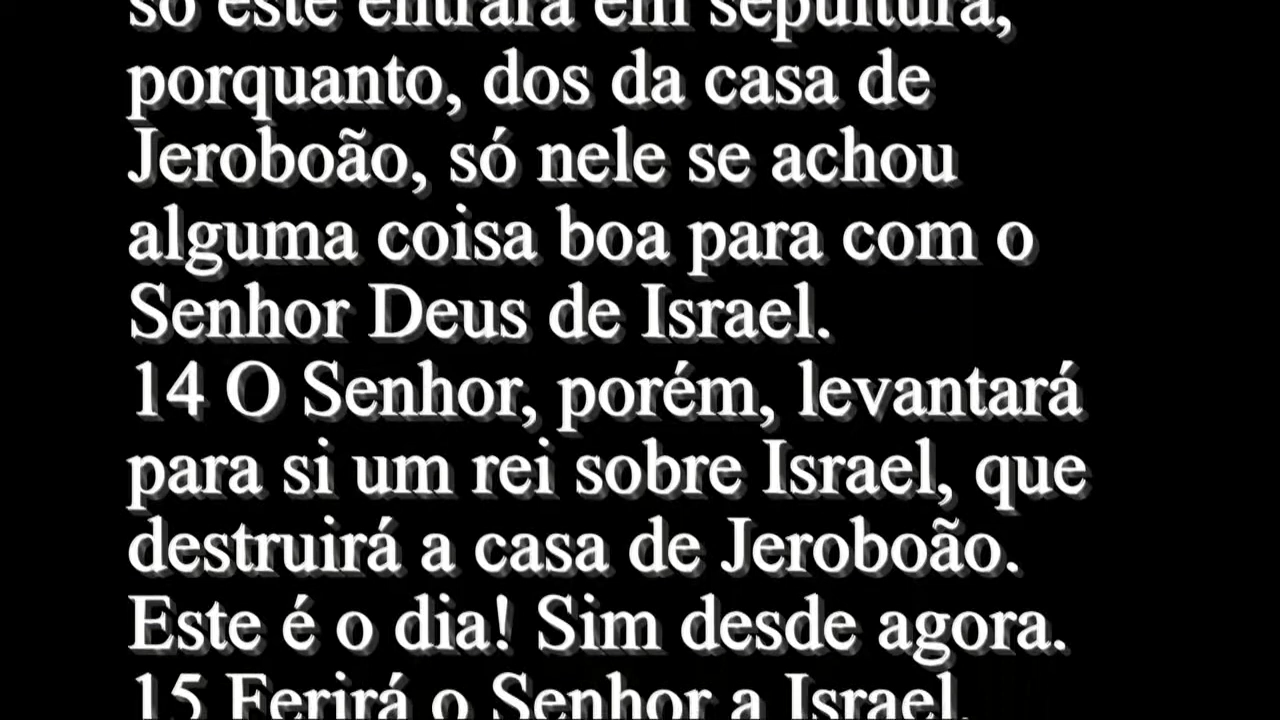 só este entrará em sepultura,
porquanto, dos da casa de
Jeroboão, só nele se achou
alguma coisa boa para com o
Senhor Deus de Israel.
14 O Senhor, porém, levantará
para si um rei sobre Israel, que
destruirá a casa de Jeroboão.
Este é o dia! Sim desde agora.
15 Ferirá o Senhor a Israel,